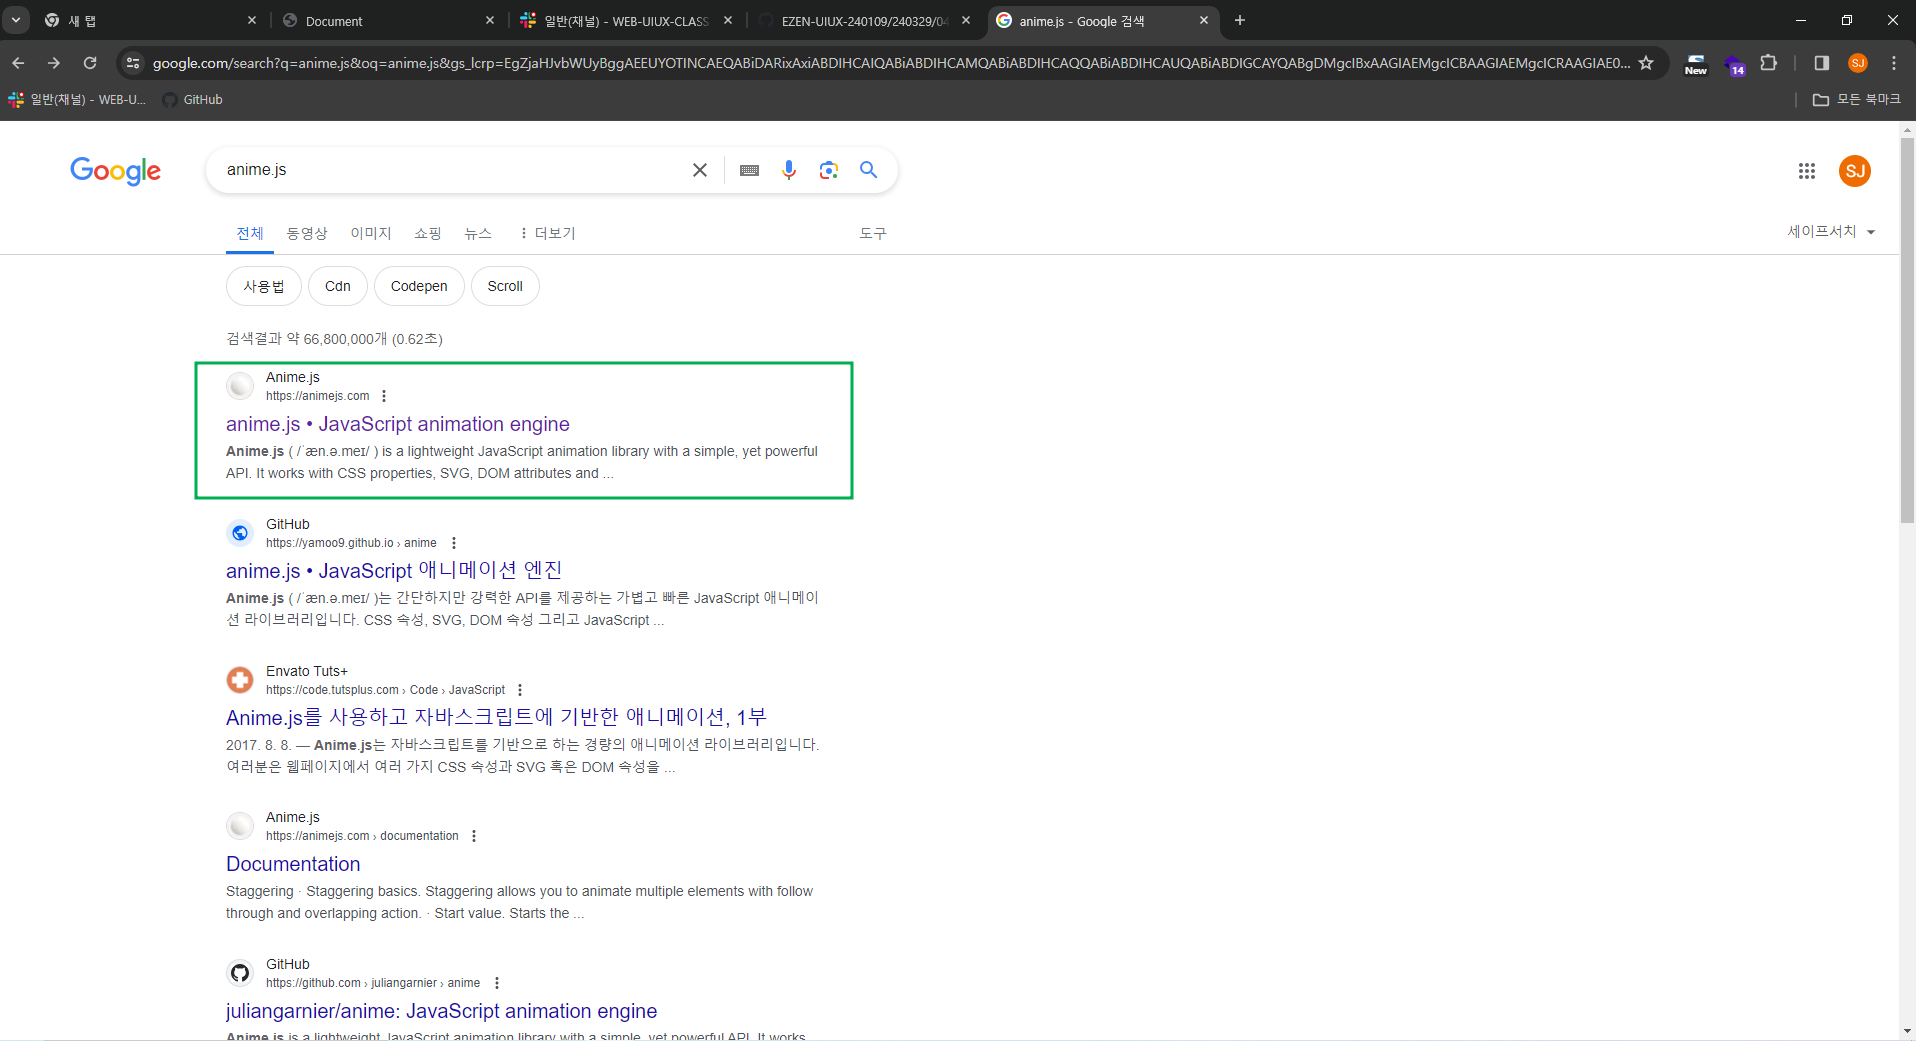 새 탭
Document
일반(채널) - WEB-UIUX-CLASS
EZEN-UIUX-240109/240329/04
anime.js - Google 검색
google.com/search?q=anime.js&oq=anime.js&gs_lcrp=EgZjaHJvbWUyBggAEEUYOTINCAEQABiDARixAxiABDIHCAIQABiABDIHCAMQABiABDIHCAQQABiABDIHCAUQABiABDIGCAYQABgDMgcIBxAAGIAEMgcICBAAGIAEMgcICRAAGIAE0...
New
14
SJ
일반(채널) - WEB-U...
GitHub
모든 북마크
Google
anime.js
SJ
전체
동영상
이미지
쇼핑
뉴스
더보기
도구
세이프서치
사용법
Cdn
Codepen
Scroll
검색결과 약 66,800,000개 (0.62초)
Anime.js
https://animejs.com
anime.js • JavaScript animation engine
Anime.js ( /ˈæn.ə.meɪ/ ) is a lightweight JavaScript animation library with a simple, yet powerful
API. It works with CSS properties, SVG, DOM attributes and ...
GitHub
https://yamoo9.github.io › anime
anime.js • JavaScript 애니메이션 엔진
Anime.js ( /ˈæn.ə.meɪ/ )는 간단하지만 강력한 API를 제공하는 가볍고 빠른 JavaScript 애니메이
션 라이브러리입니다. CSS 속성, SVG, DOM 속성 그리고 JavaScript ...
Envato Tuts+
https://code.tutsplus.com › Code › JavaScript
Anime.js를 사용하고 자바스크립트에 기반한 애니메이션, 1부
2017. 8. 8. — Anime.js는 자바스크립트를 기반으로 하는 경량의 애니메이션 라이브러리입니다.
여러분은 웹페이지에서 여러 가지 CSS 속성과 SVG 혹은 DOM 속성을 ...
Anime.js
https://animejs.com › documentation
Documentation
Staggering · Staggering basics. Staggering allows you to animate multiple elements with follow
through and overlapping action. · Start value. Starts the ...
GitHub
https://github.com › juliangarnier › anime
juliangarnier/anime: JavaScript animation engine
Anime.js is a lightweight JavaScript animation library with a simple, yet powerful API. It works